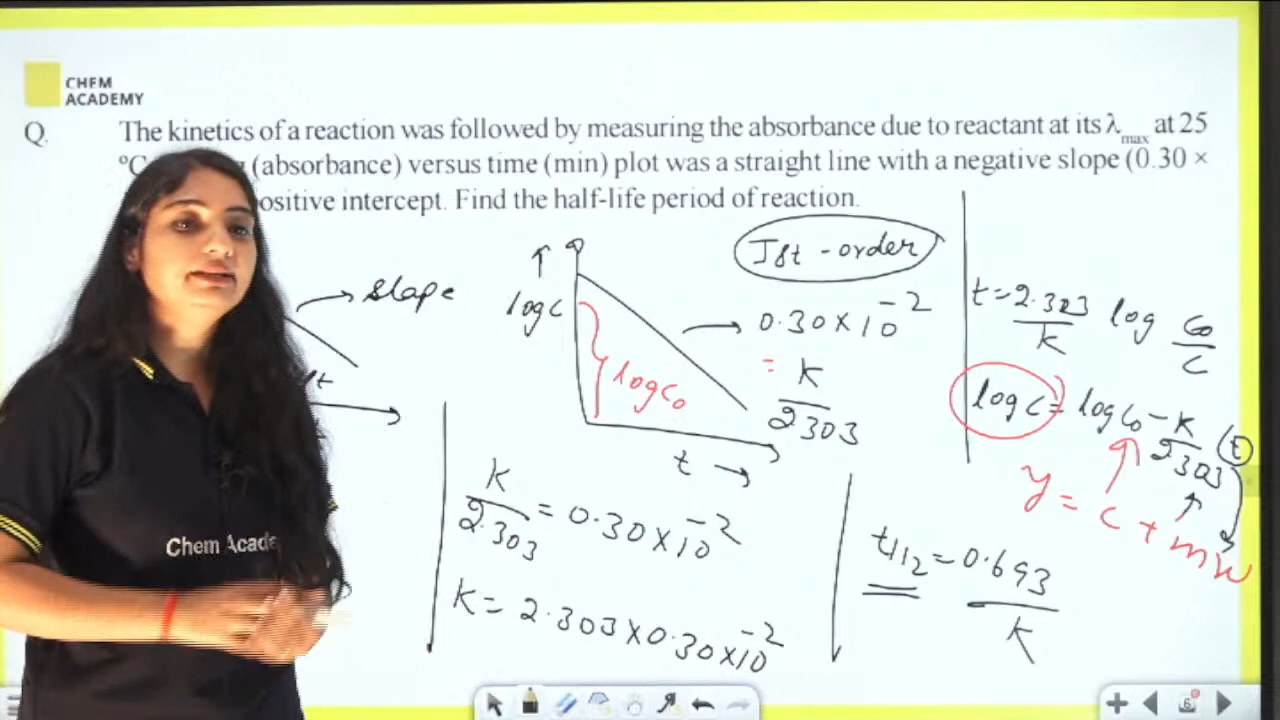 CHEM
ACADEMY
Q. The kinetics of a reaction was followed by measuring the absorbance due to reactant at its λmax at 25
°C (absorbance) versus time (min) plot was a straight line with a negative slope (0.30 ×
ositive intercept. Find the half-life period of reaction.
slope
t
↑ log C
log C₀
t →
Ist - order
0.30 × 10⁻²
= K/2303
t = 2.303/K log C₀/C
log C = log C₀ - K/2303 (t)
y = c + mx
K/2.303 = 0.30 × 10⁻²
K = 2.303 × 0.30 × 10⁻²
t1/2 = 0.693/K
Chem Acade
6